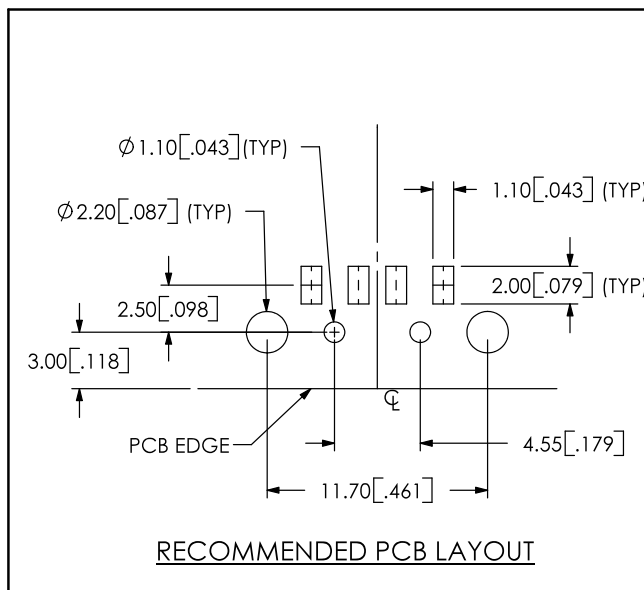 Ø1.10[.043](TYP)
1.10[.043] (TYP)
Ø2.20[.087] (TYP)
2.00[.079] (TYP)
2.50[.098]
3.00[.118]
℄
PCB EDGE
4.55[.179]
11.70[.461]
RECOMMENDED PCB LAYOUT